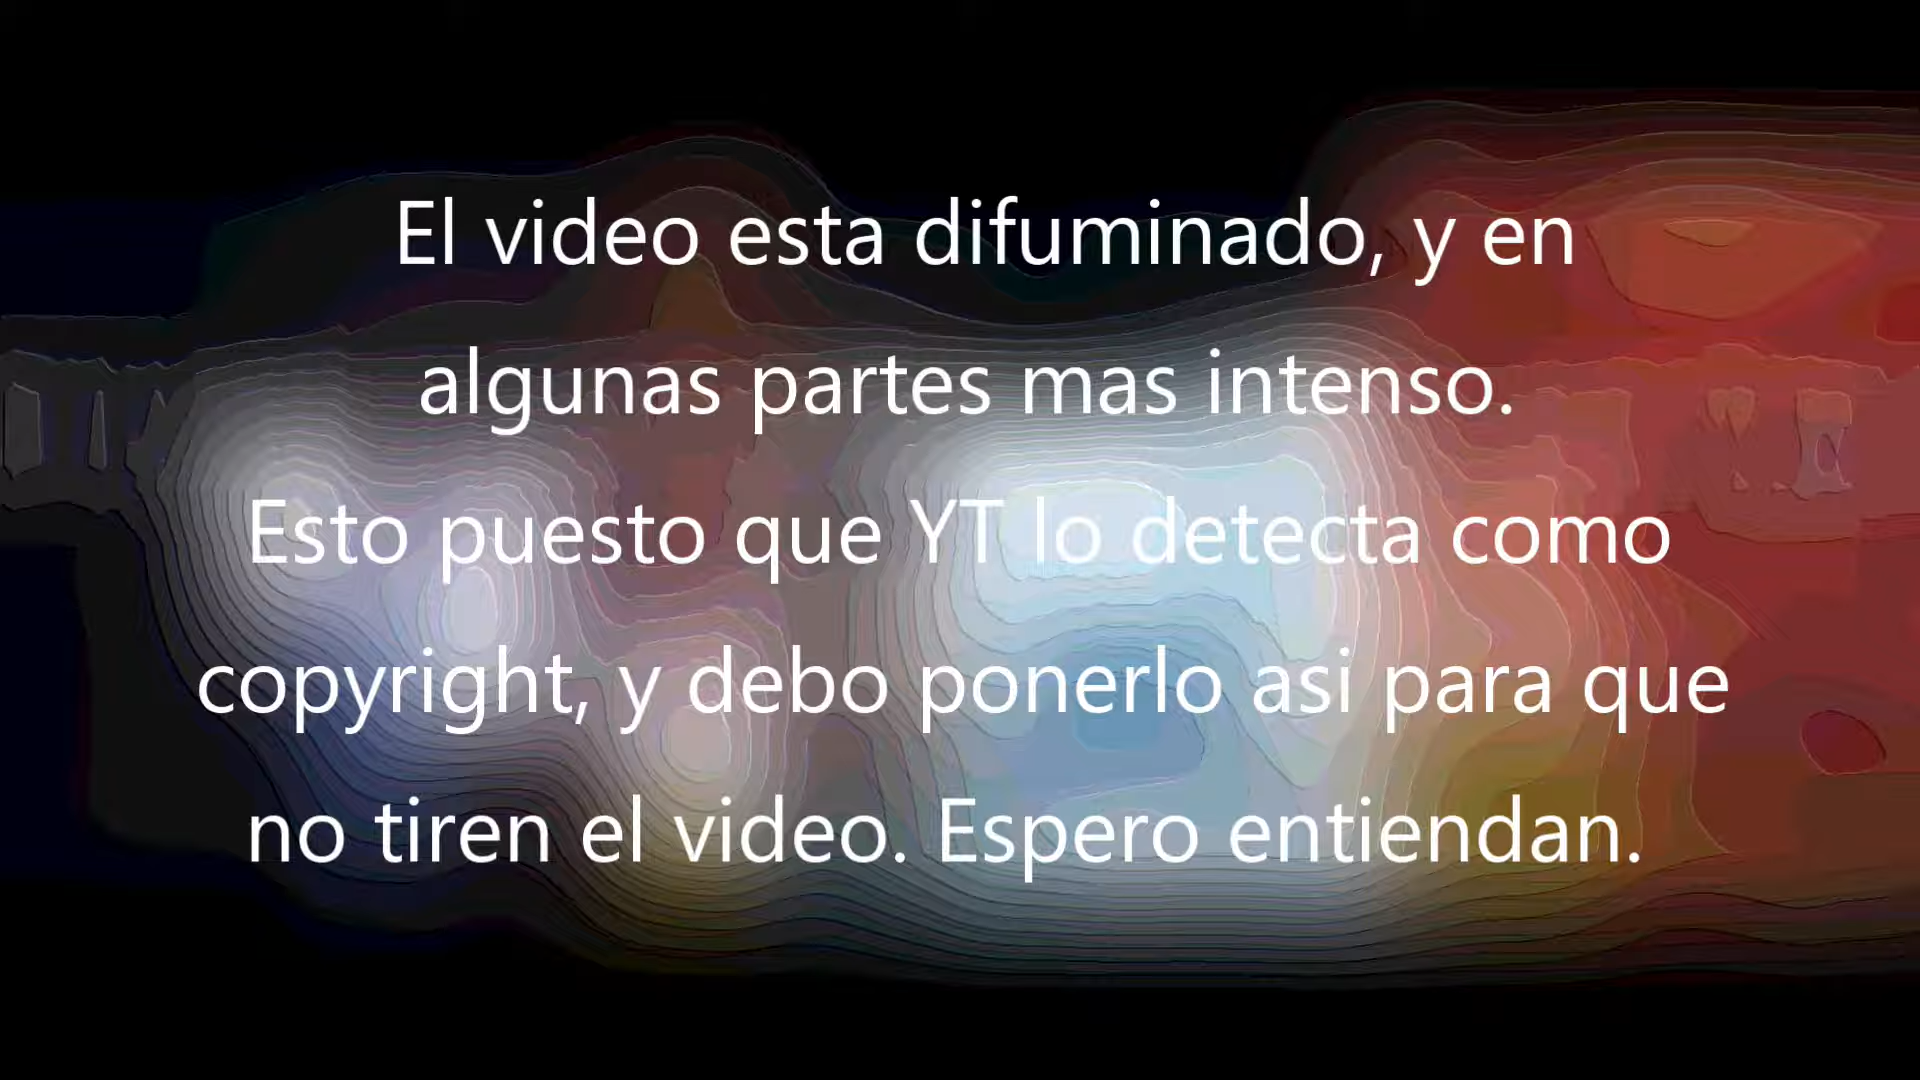 El video esta difuminado, y en
algunas partes mas intenso.
Esto puesto que YT lo detecta como
copyright, y debo ponerlo asi para que
no tiren el video. Espero entiendan.